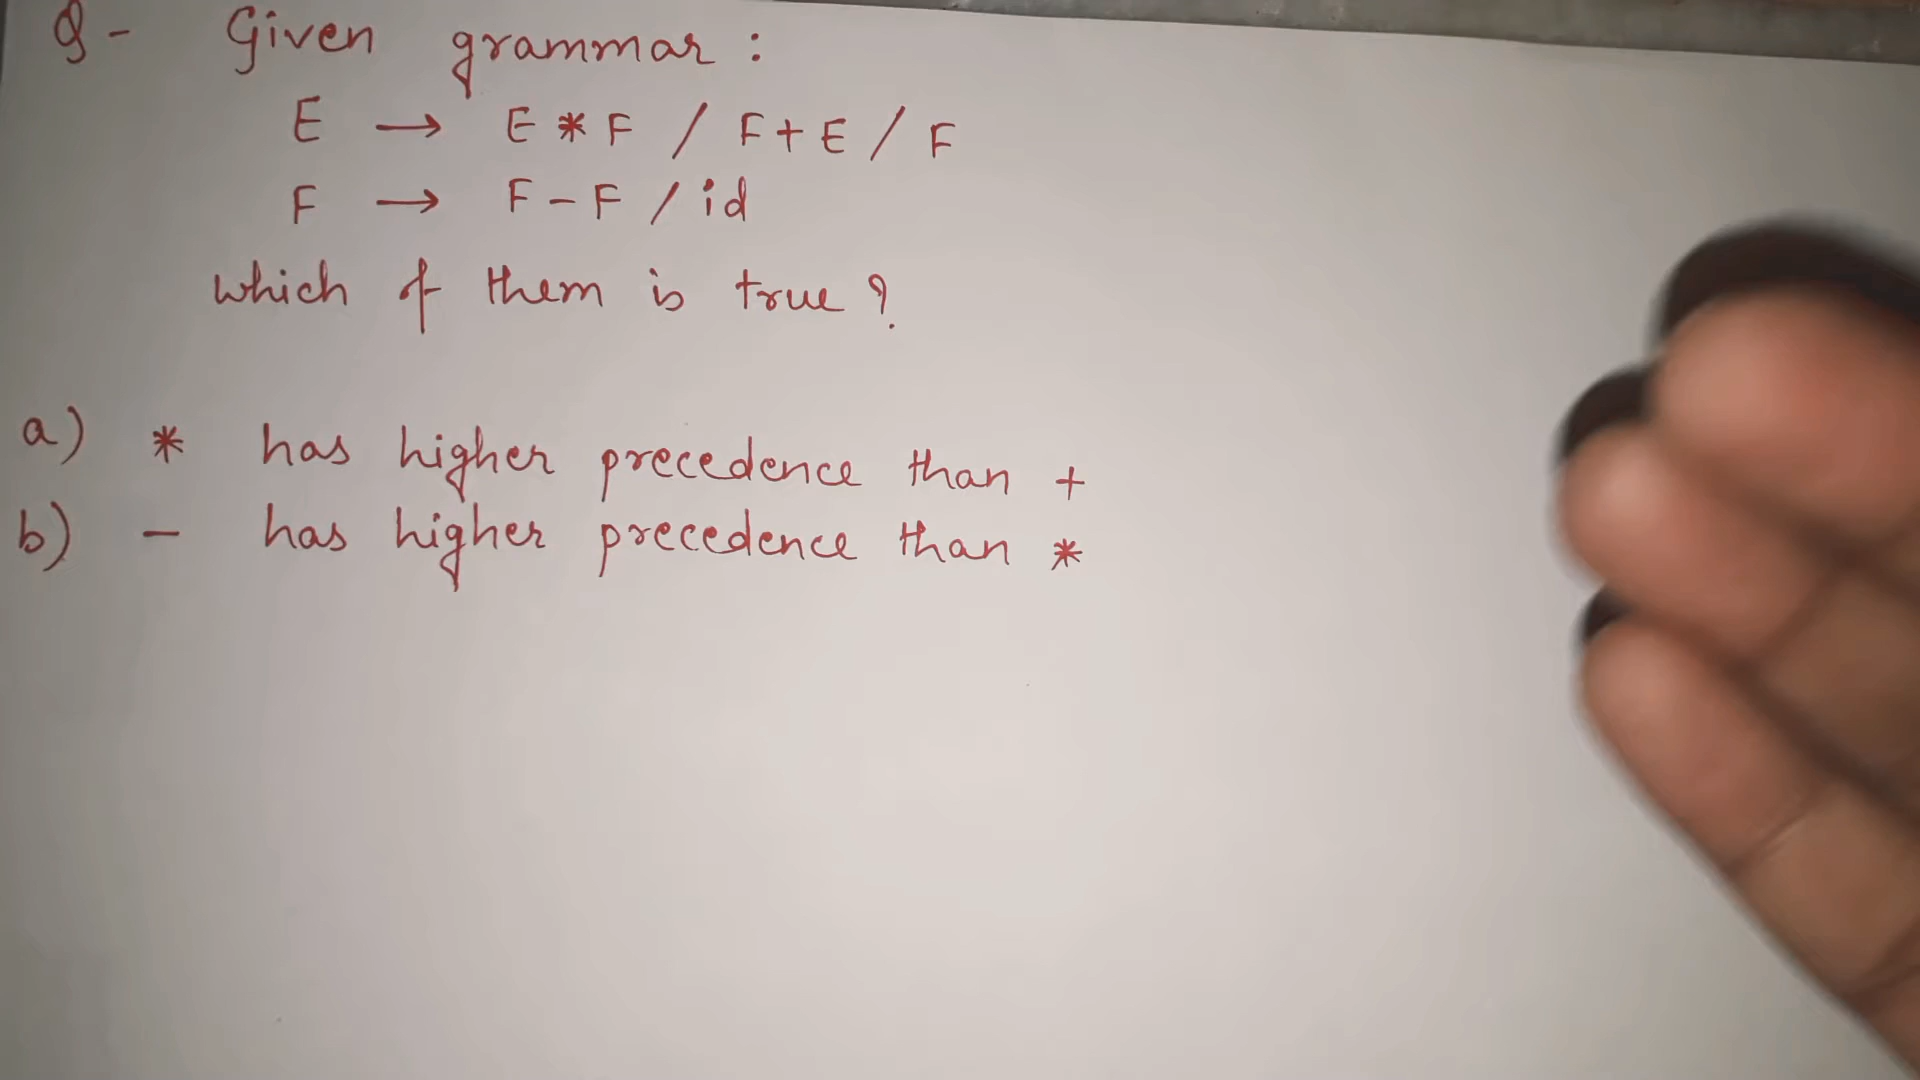 Q - Given grammar :
E → E * F / F + E / F
F → F - F / id
which of them is true ?
a) * has higher precedence than +
b) - has higher precedence than *